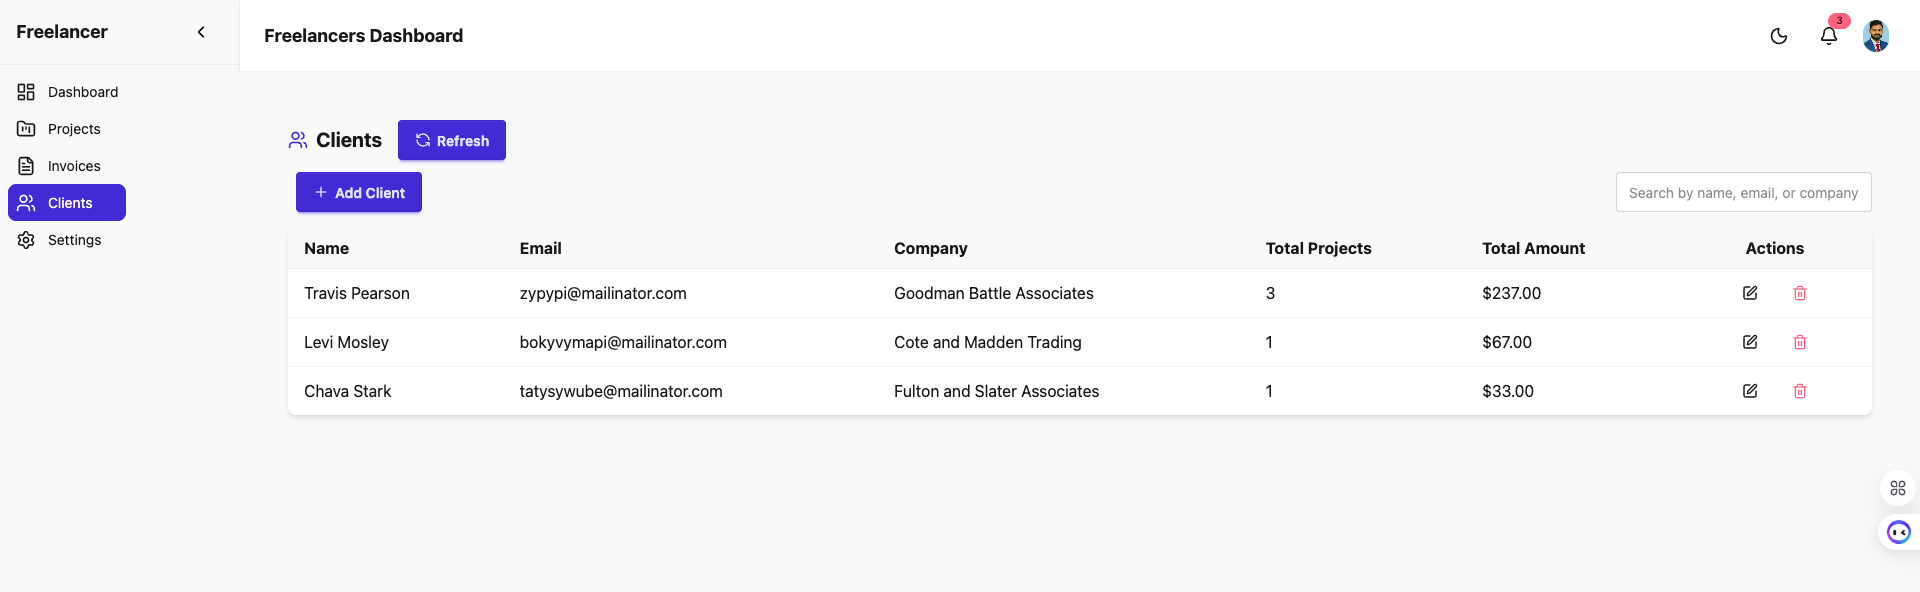 Freelancer
Freelancers Dashboard
3
Dashboard
Projects
Invoices
Clients
Settings
Clients
Refresh
Add Client
Search by name, email, or company
Name Email Company Total Projects Total Amount Actions
Travis Pearson zypypi@mailinator.com Goodman Battle Associates 3 $237.00
Levi Mosley bokyvymapi@mailinator.com Cote and Madden Trading 1 $67.00
Chava Stark tatysywube@mailinator.com Fulton and Slater Associates 1 $33.00